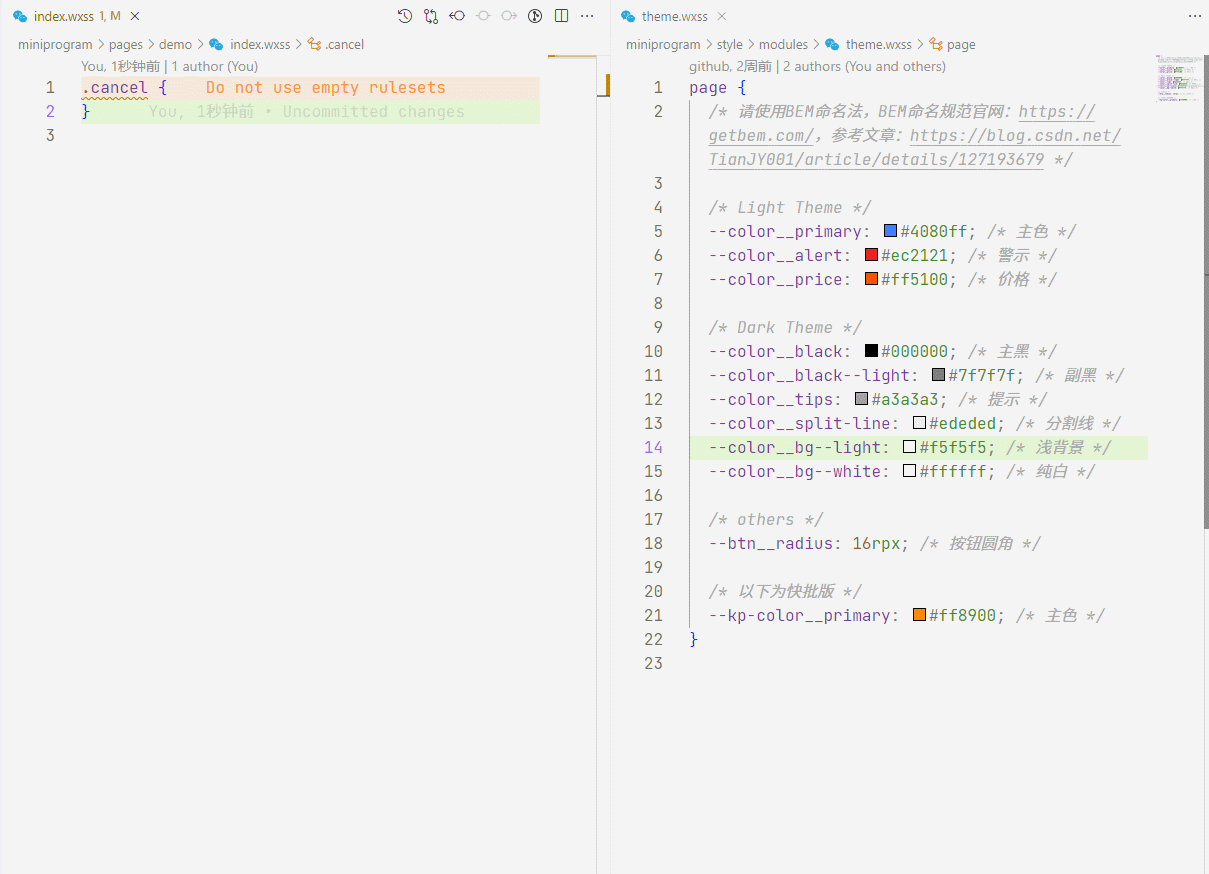 index.wxss 1, M
miniprogram > pages > demo > index.wxss > .cancel
You, 1秒钟前 | 1 author (You)
1 .cancel { Do not use empty rulesets
2 } You, 1秒钟前 • Uncommitted changes
3
theme.wxss
miniprogram > style > modules > theme.wxss > page
github, 2周前 | 2 authors (You and others)
1 page {
2 /* 请使用BEM命名法，BEM命名规范官网：https://
getbem.com/，参考文章：https://blog.csdn.net/
TianJY001/article/details/127193679 */
3
4 /* Light Theme */
5 --color__primary: #4080ff; /* 主色 */
6 --color__alert: #ec2121; /* 警示 */
7 --color__price: #ff5100; /* 价格 */
8
9 /* Dark Theme */
10 --color__black: #000000; /* 主黑 */
11 --color__black--light: #7f7f7f; /* 副黑 */
12 --color__tips: #a3a3a3; /* 提示 */
13 --color__split-line: #ededed; /* 分割线 */
14 --color__bg--light: #f5f5f5; /* 浅背景 */
15 --color__bg--white: #ffffff; /* 纯白 */
16
17 /* others */
18 --btn__radius: 16rpx; /* 按钮圆角 */
19
20 /* 以下为快批版 */
21 --kp-color__primary: #ff8900; /* 主色 */
22 }
23